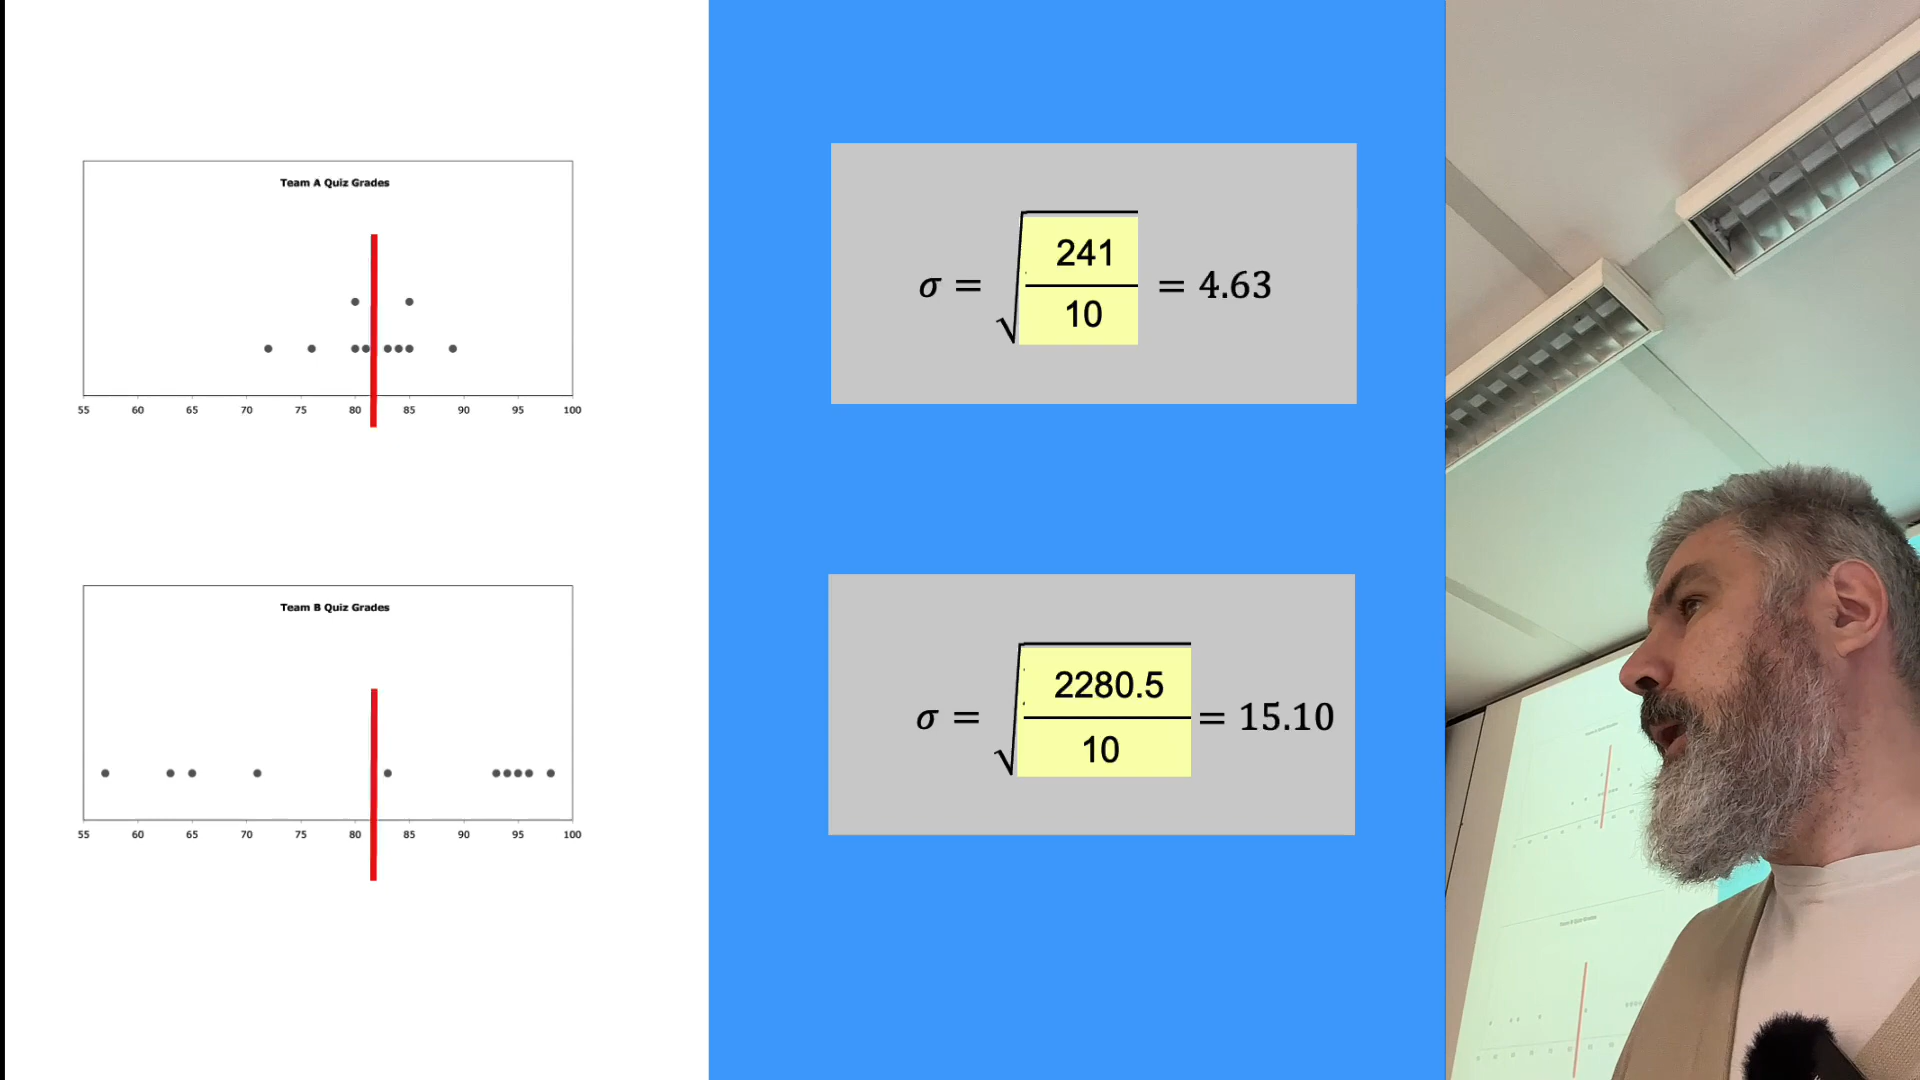 Team A Quiz Grades
55 60 65 70 75 80 85 90 95 100
Team B Quiz Grades
55 60 65 70 75 80 85 90 95 100
σ = √ 241 = 4.63
10
σ = √ 2280.5 = 15.10
10